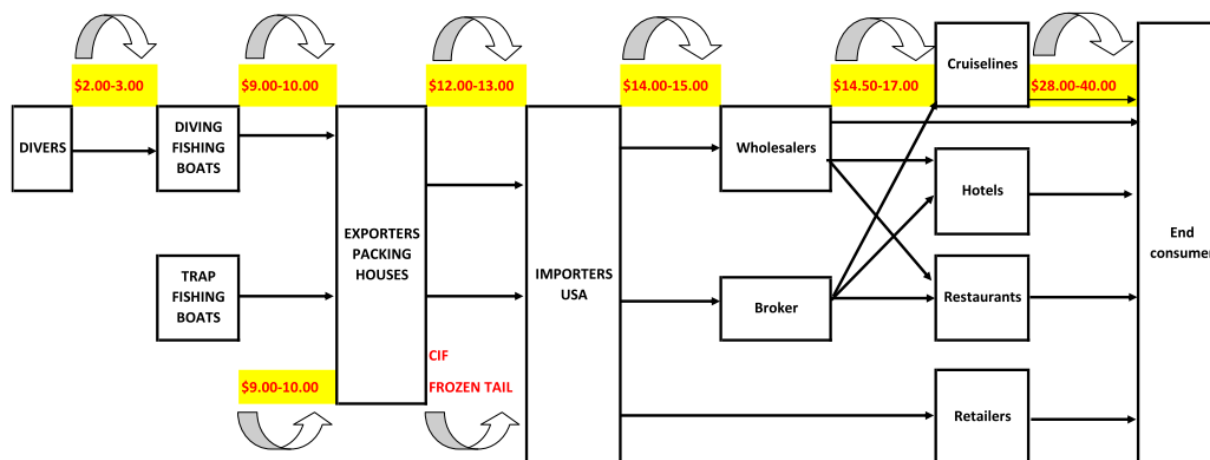 $2.00-3.00
$9.00-10.00
$12.00-13.00
$14.00-15.00
$14.50-17.00
Cruiselines
$28.00-40.00
DIVERS
DIVING
FISHING
BOATS
Wholesalers
Hotels
EXPORTERS
PACKING
HOUSES
IMPORTERS
USA
End
consumer
TRAP
FISHING
BOATS
Broker
Restaurants
CIF
FROZEN TAIL
$9.00-10.00
Retailers